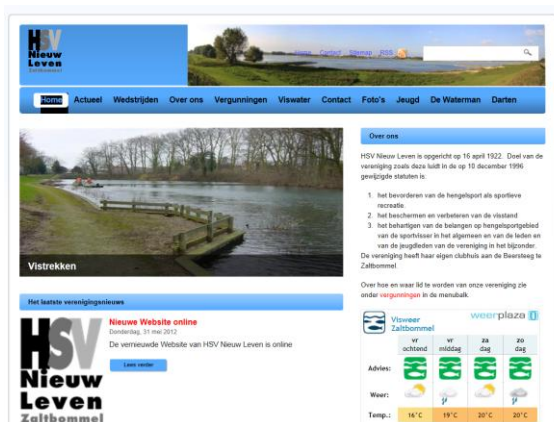 HSV
Nieuw
Leven
Zaltbommel
Home Contact Sitemap RSS
Home Actueel Wedstrijden Over ons Vergunningen Viswater Contact Foto's Jeugd De Waterman Darten
Vistrekken
Over ons
HSV Nieuw Leven is opgericht op 16 april 1922. Doel van de
vereniging zoals deze luidt in de op 10 december 1996
gewijzigde statuten is:
1. het bevorderen van de hengelsport als sportieve
recreatie
2. het beschermen en verbeteren van de visstand
3. het behartigen van de belangen op hengelsportgebied
van de sportvisser in het algemeen en van de leden en
van de jeugdleden van de vereniging in het bijzonder.
De vereniging heeft haar eigen clubhuis aan de Beersteeg te
Zaltbommel
Over hoe en waar lid te worden van onze vereniging zie
onder vergunningen in de menubalk.
Het laatste verenigingsnieuws
HSV
Nieuw
Leven
Zaltbommel
Nieuwe Website online
Donderdag, 31 mei 2012
De vernieuwde Website van HSV Nieuw Leven is online
Lees verder
weerplaza
Visweer
Zaltbommel
vr vr za zo
ochtend middag dag dag
Advies:
Weer:
Temp.: 16°C 19°C 20°C 20°C